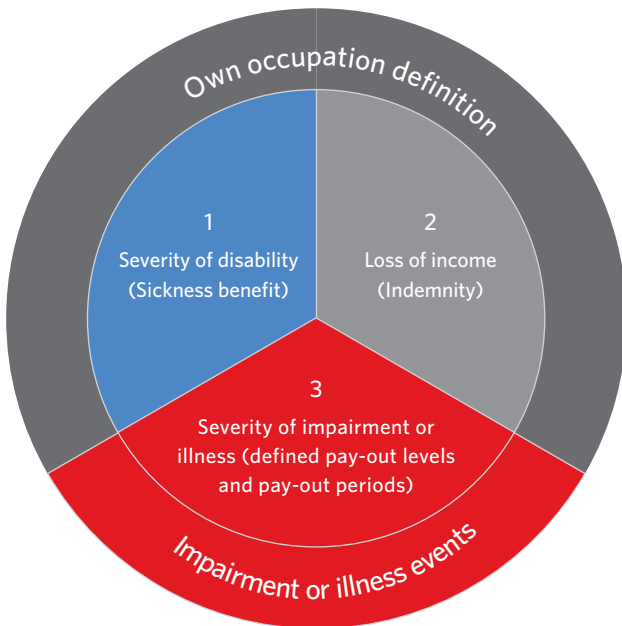 Own occupation definition
1
Severity of disability
(Sickness benefit)
2
Loss of income
(Indemnity)
3
Severity of impairment or
illness (defined pay-out levels
and pay-out periods)
Impairment or illness events